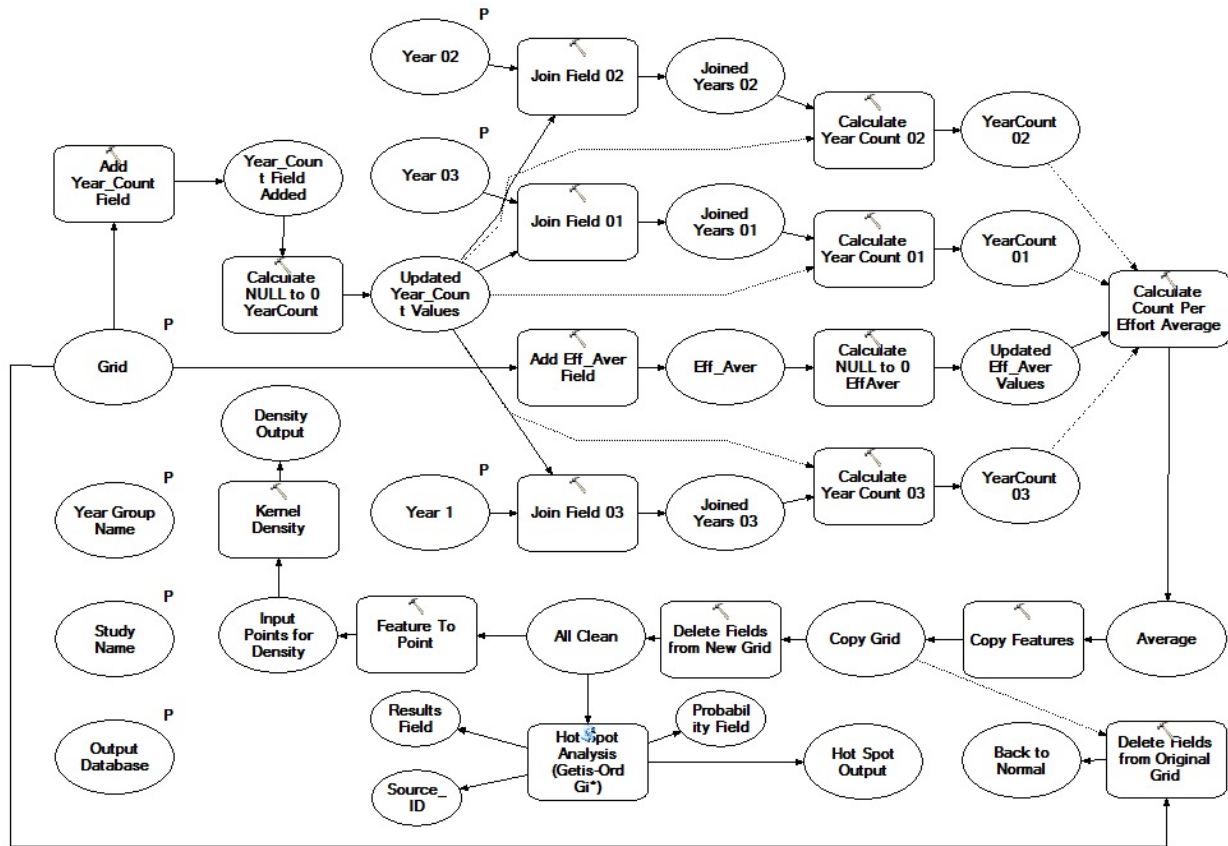 P
Year 02
Join Field 02
Joined
Years 02
Calculate
Year Count 02
YearCount
02
P
Year 03
Join Field 01
Joined
Years 01
Calculate
Year Count 01
YearCount
01
Add
Year_Count
Field
Year_Coun
t Field
Added
Calculate
NULL to 0
YearCount
Updated
Year_Coun
t Values
Calculate
Count Per
Effort Average
P
Grid
Add Eff_Aver
Field
Eff_Aver
Calculate
NULL to 0
EffAver
Updated
Eff_Aver
Values
Density
Output
P
Year Group
Name
Kernel
Density
P
Year 1
Join Field 03
Joined
Years 03
Calculate
Year Count 03
YearCount
03
P
Study
Name
Input
Points for
Density
Feature To
Point
All Clean
Delete Fields
from New Grid
Copy Grid
Copy Features
Average
P
Output
Database
Results
Field
Source_
ID
Hot Spot
Analysis
(Getis-Ord
Gi*)
Probabil
ity Field
Hot Spot
Output
Back to
Normal
Delete Fields
from Original
Grid